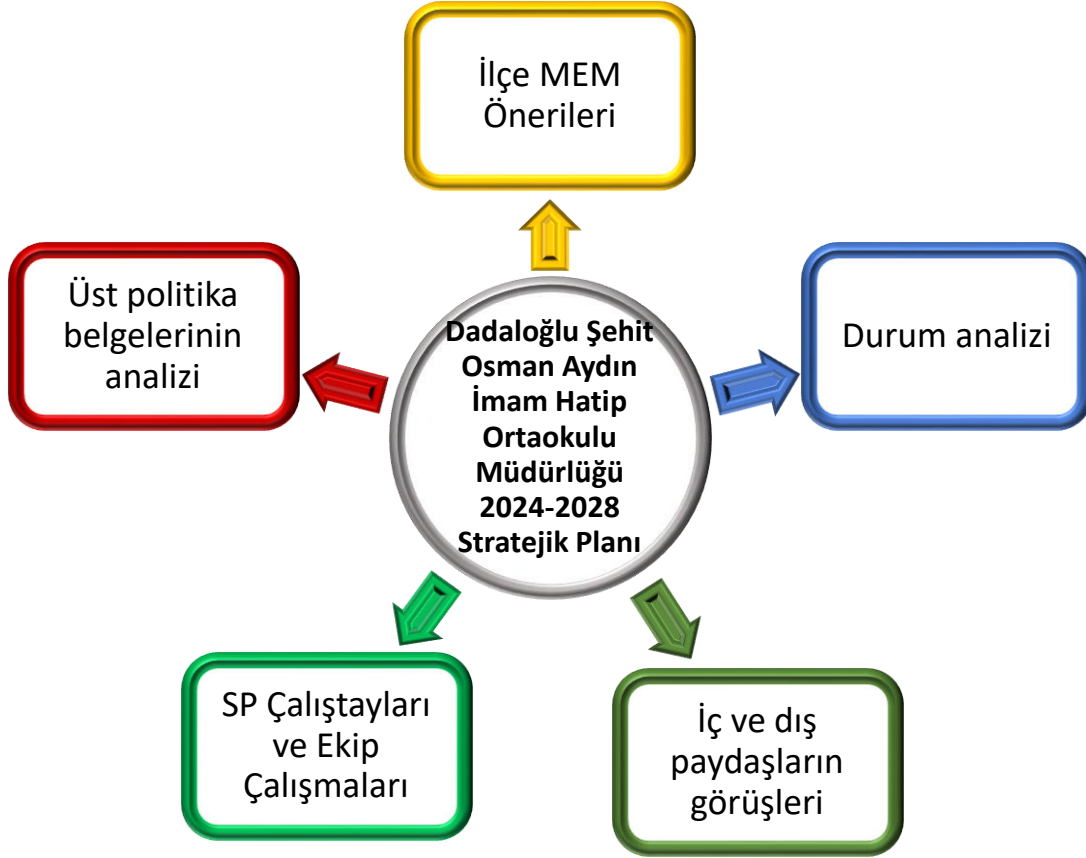 İlçe MEM
Önerileri
Üst politika
belgelerinin
analizi
Dadaloğlu Şehit
Osman Aydın
İmam Hatip
Ortaokulu
Müdürlüğü
2024-2028
Stratejik Planı
Durum analizi
SP Çalıştayları
ve Ekip
Çalışmaları
İç ve dış
paydaşların
görüşleri